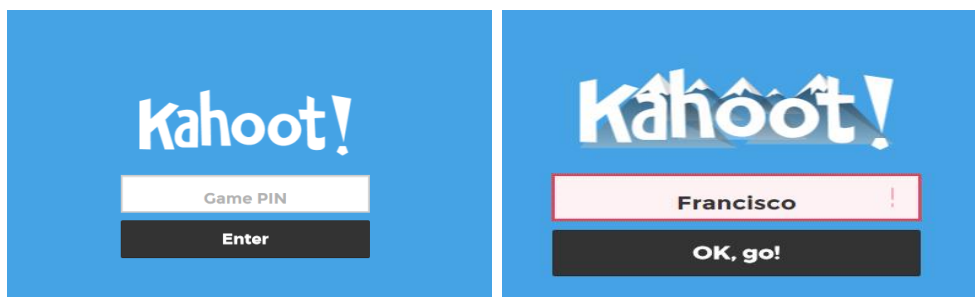 Kahoot!
Game PIN
Enter
Kahoot!
Francisco
!
OK, go!